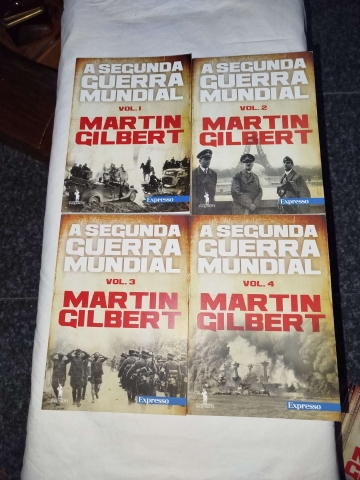 A SEGUNDA
GUERRA
MUNDIAL
VOL. 1
MARTIN
GILBERT
Expresso
A SEGUNDA
GUERRA
MUNDIAL
VOL. 2
MARTIN
GILBERT
Expresso
A SEGUNDA
GUERRA
MUNDIAL
VOL. 3
MARTIN
GILBERT
Expresso
A SEGUNDA
GUERRA
MUNDIAL
VOL. 4
MARTIN
GILBERT
Expresso